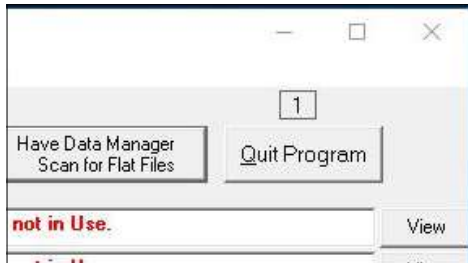 1
Have Data Manager
Scan for Flat Files
Quit Program
not in Use.
View